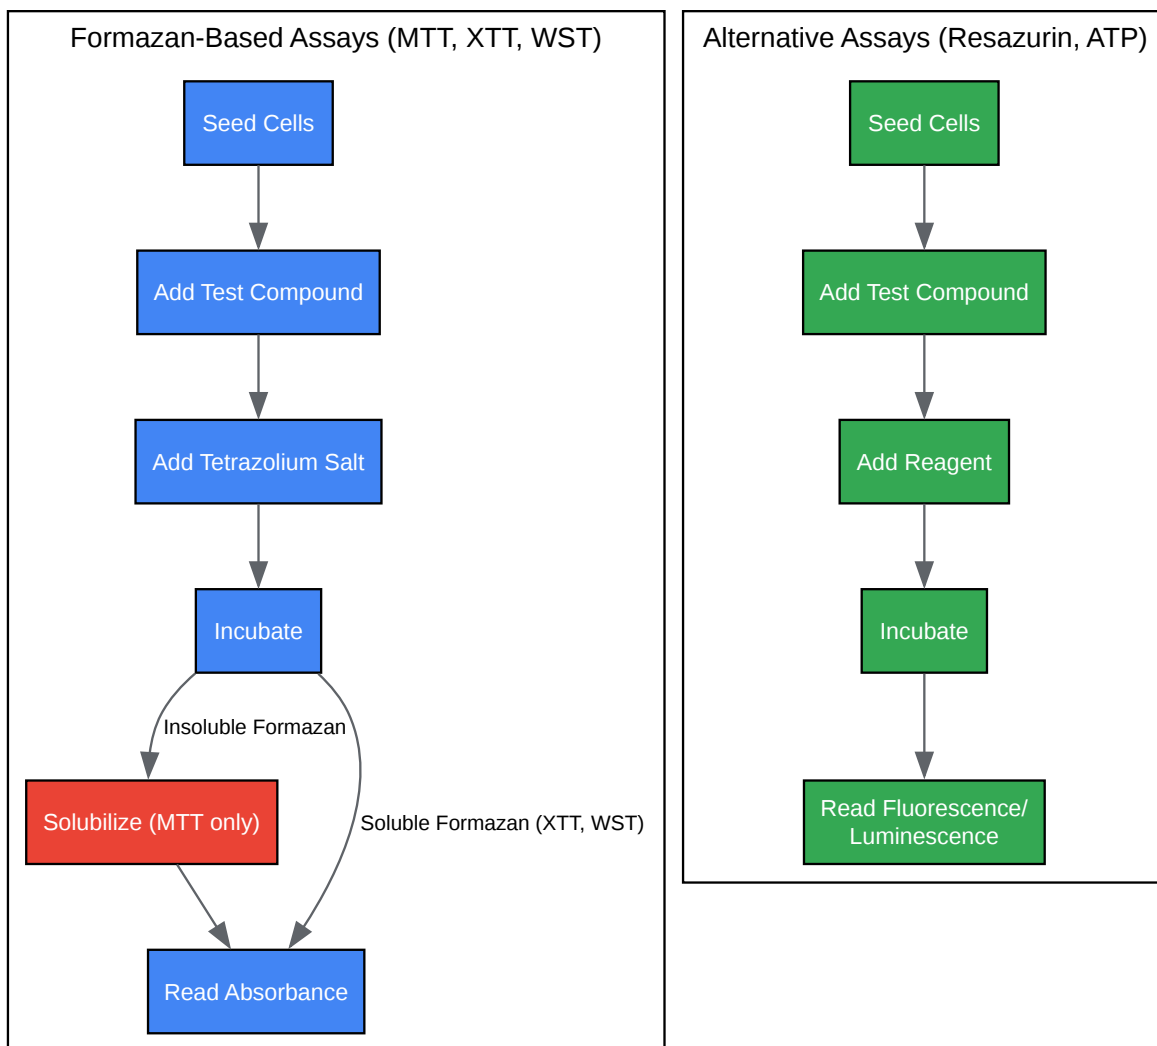 Formazan-Based Assays (MTT, XTT, WST)
Seed Cells
Add Test Compound
Add Tetrazolium Salt
Incubate
Insoluble Formazan
Solubilize (MTT only)
Soluble Formazan (XTT, WST)
Read Absorbance
Alternative Assays (Resazurin, ATP)
Seed Cells
Add Test Compound
Add Reagent
Incubate
Read Fluorescence/
Luminescence